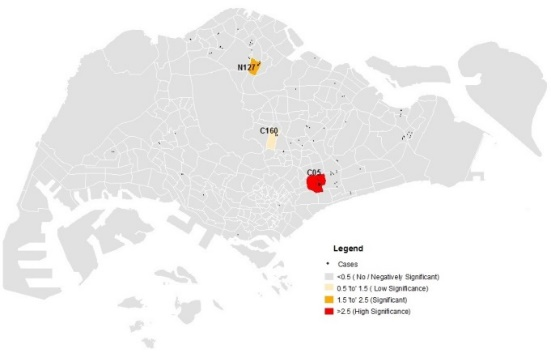 N127
C160
C05
Legend
Cases
<0.5 ( No / Negatively Significant)
0.5 'to' 1.5 ( Low Significance)
1.5 'to' 2.5 (Significant)
>2.5 (High Significance)